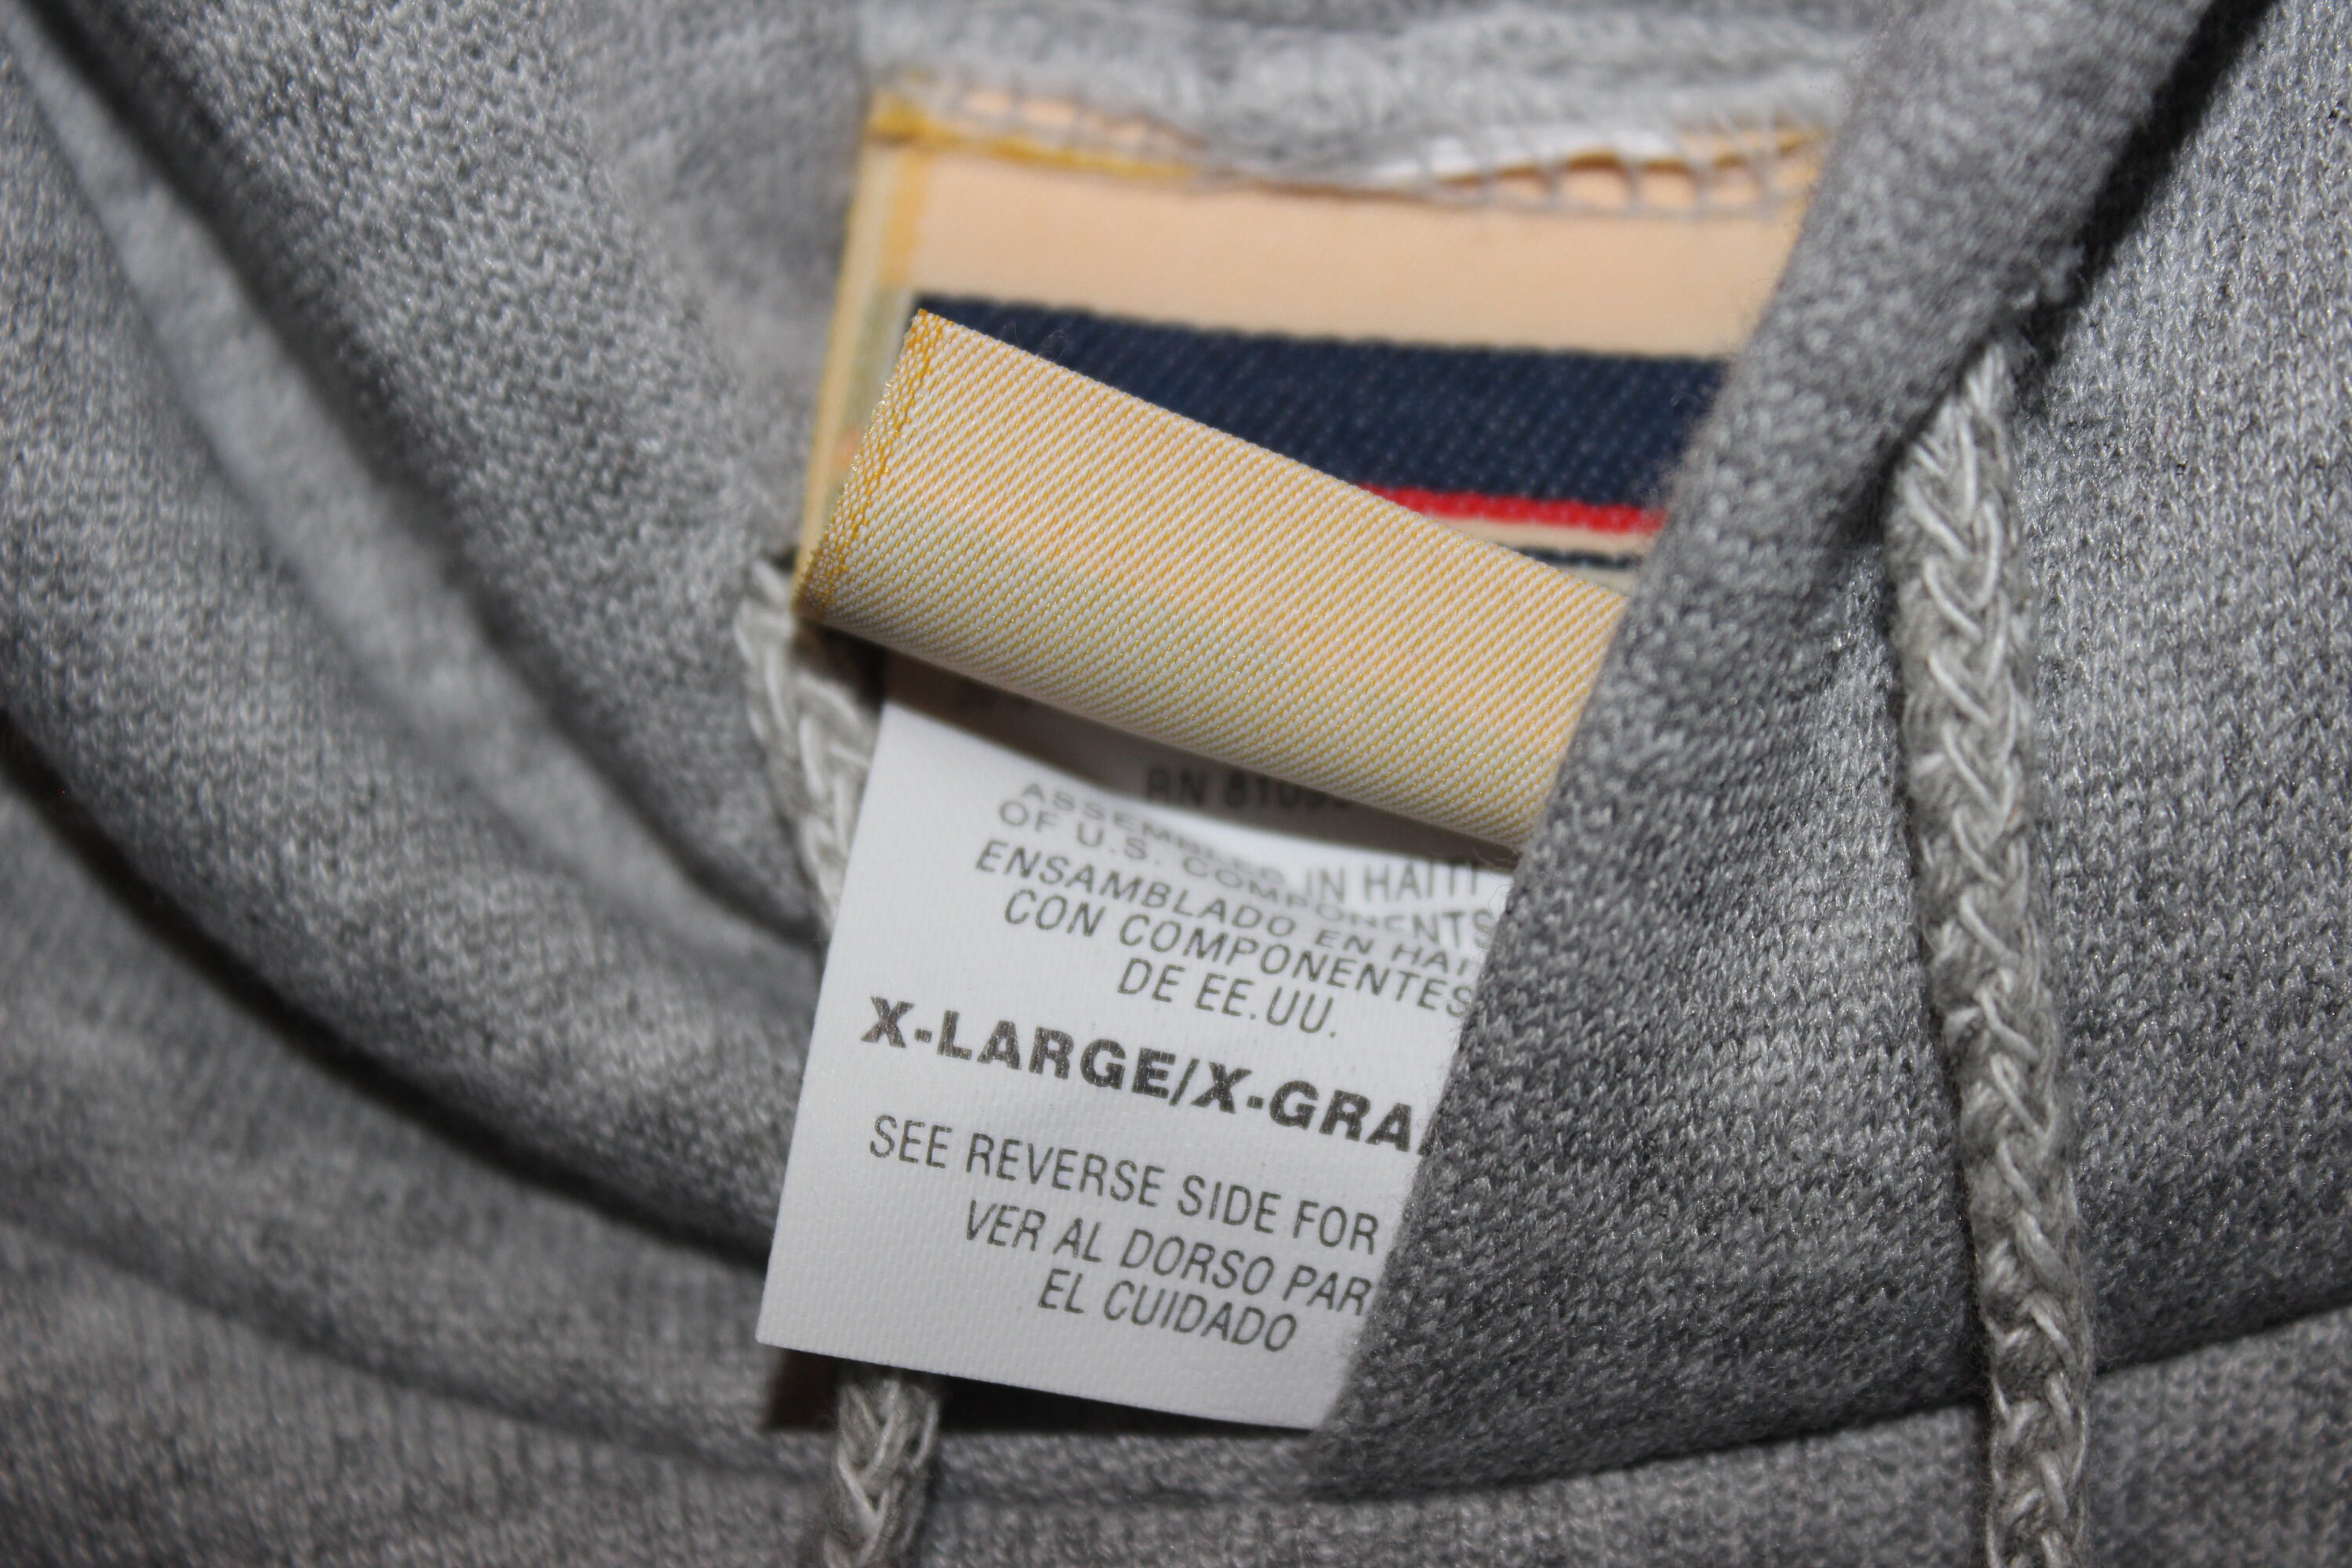 RN
ASSEMBLED IN HAITI
OF U.S. COMPONENTS
ENSAMBLADO EN HAI
CON COMPONENTES
DE EE.UU.
X-LARGE/X-GRA
SEE REVERSE SIDE FOR
VER AL DORSO PAR
EL CUIDADO